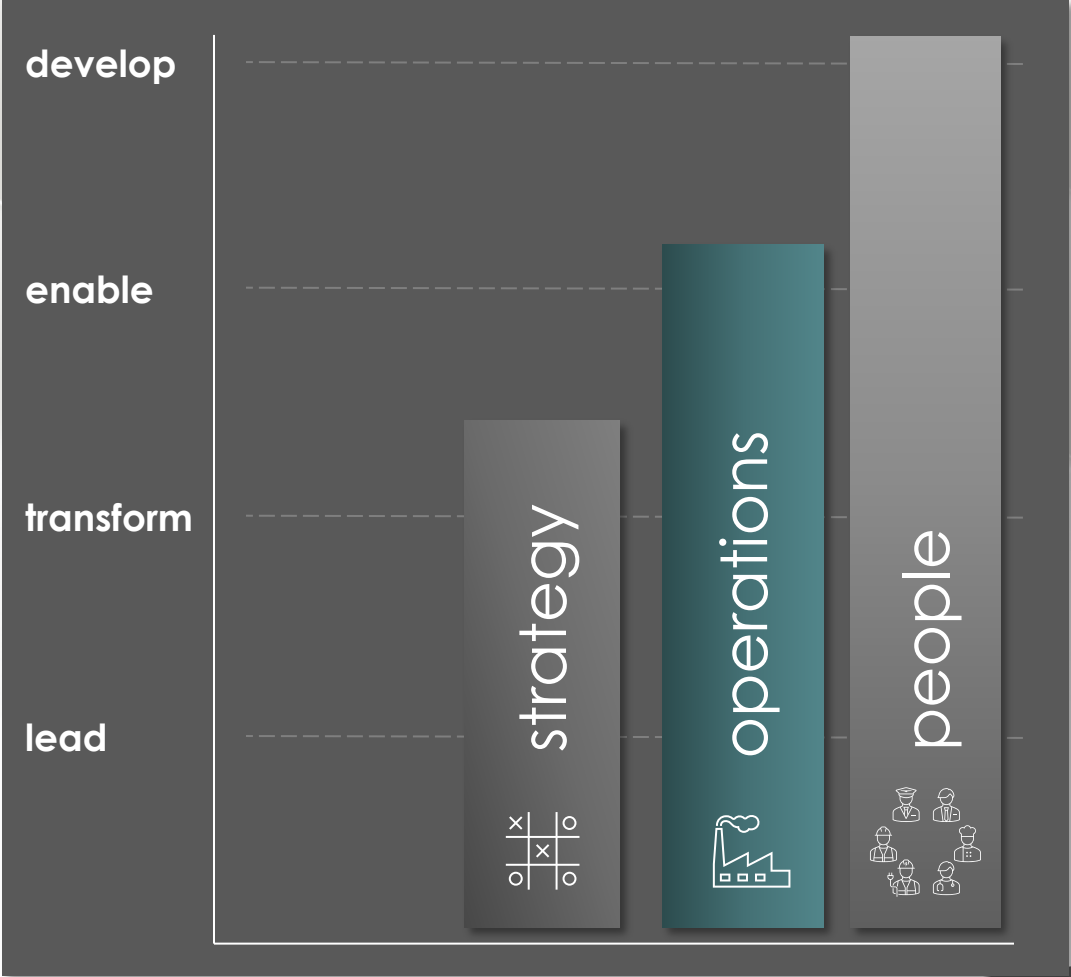 develop
enable
transform
lead
strategy
operations
people